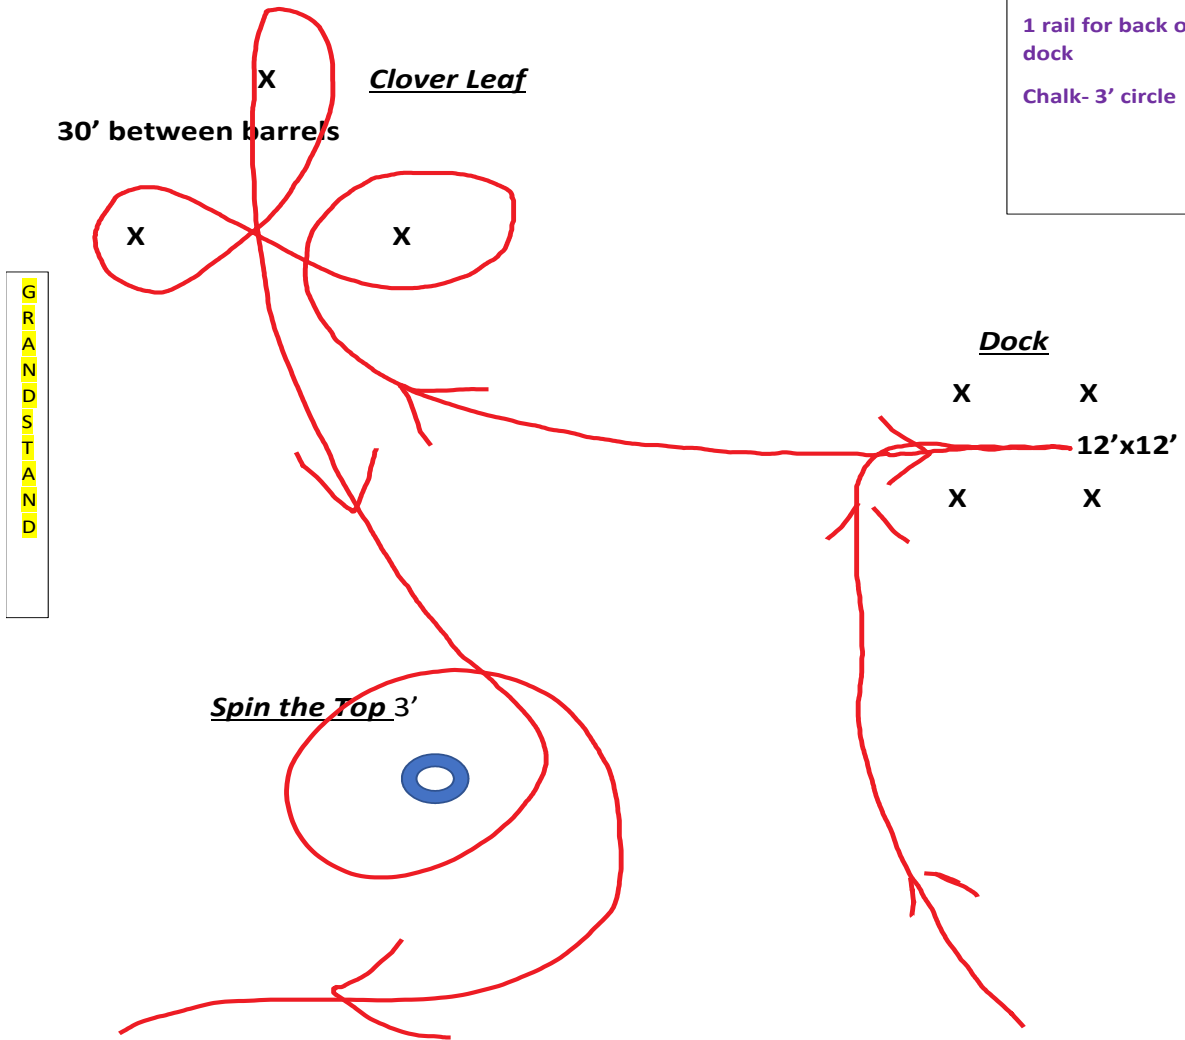 1 rail for back o
dock
Chalk- 3’ circle
X
Clover Leaf
30’ between barrels
X
X
GRANDSTAND
Dock
X X
12’x12’
X X
Spin the Top 3’